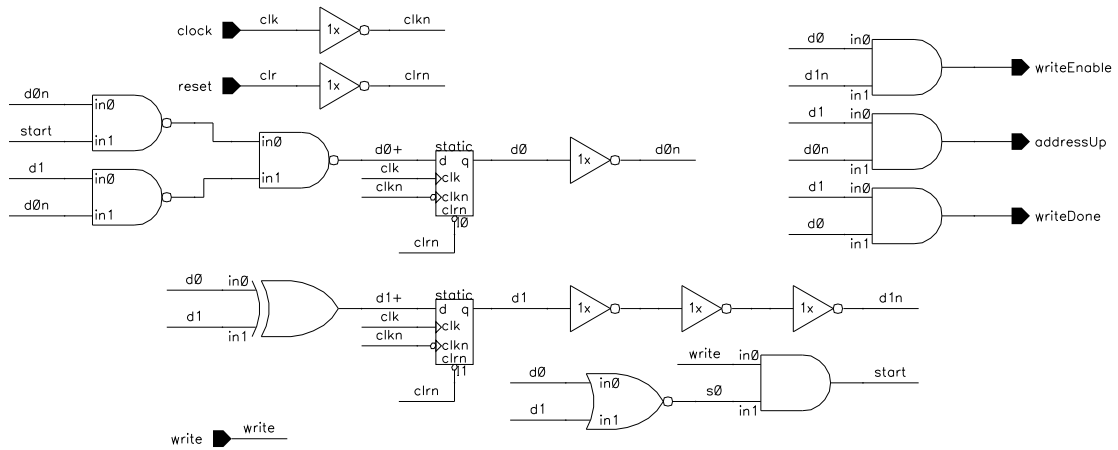 clock clk 1x clkn
reset clr 1x clrn
d0n in0
start in1
d1 in0
d0n in1
in0
in1
d0+ static d0 1x d0n
d q
clk clk
clkn clkn
clrn
10
clrn
d0 in0
d1n in1
writeEnable
d1 in0
d0n in1
addressUp
d1 in0
d0 in1
writeDone
d0 in0
d1 in1
d1+ static d1 1x 1x 1x d1n
d q
clk clk
clkn clkn
clrn
11
clrn
d0 in0
d1 in1
s0
write in0
in1
start
write write